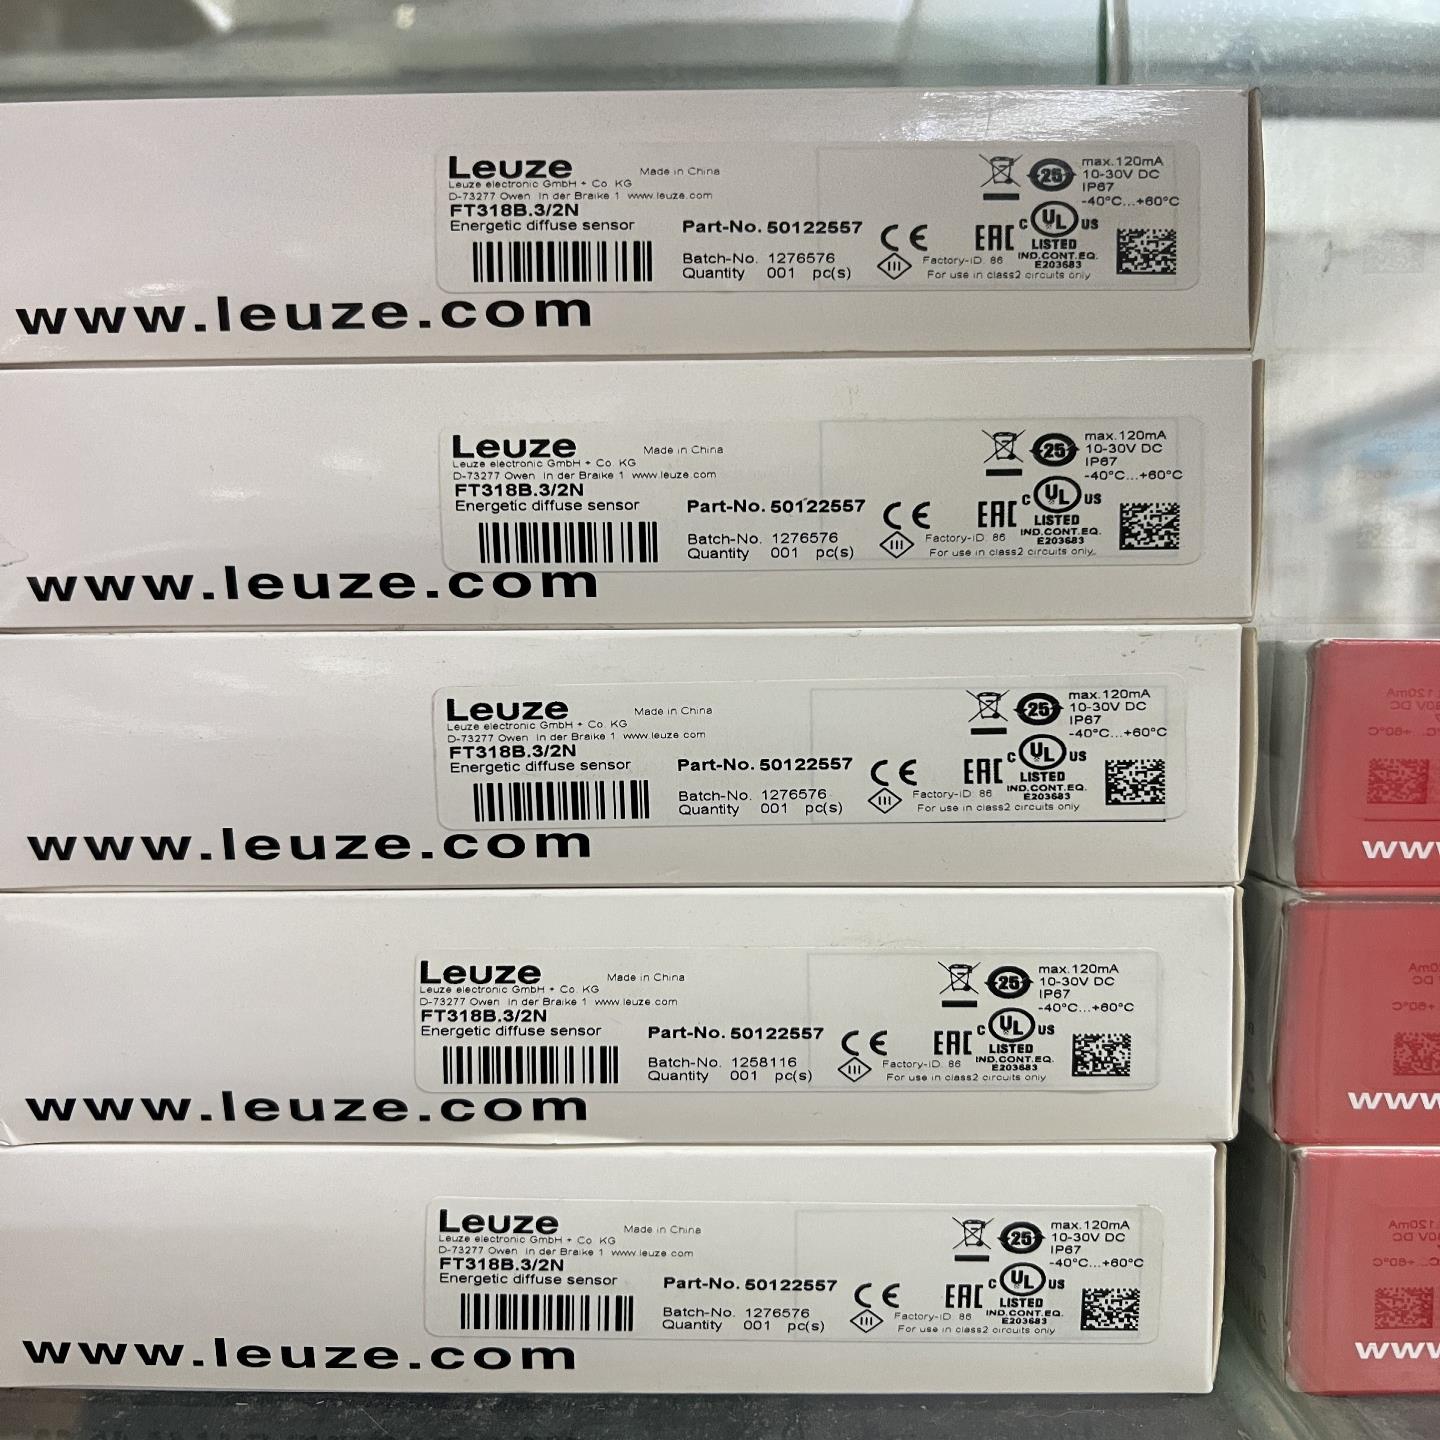 Leuze Made in China
Leuze electronic GmbH + Co. KG
D-73277 Owen In der Braike 1 www.leuze.com
FT318B.3/2N
Energetic diffuse sensor
Part-No. 50122557
Batch-No. 1276576
Quantity 001 pc(s)
CE
EAC
25
max.120mA
10-30V DC
IP67
-40°C...+60°C
C UL US
LISTED
IND.CONT.EQ.
E203683
III
Factory-ID: 86
For use in class2 circuits only
www.leuze.com
Leuze Made in China
Leuze electronic GmbH + Co. KG
D-73277 Owen In der Braike 1 www.leuze.com
FT318B.3/2N
Energetic diffuse sensor
Part-No. 50122557
Batch-No. 1276576
Quantity 001 pc(s)
CE
EAC
25
max.120mA
10-30V DC
IP67
-40°C...+60°C
C UL US
LISTED
IND.CONT.EQ.
E203683
III
Factory-ID: 86
For use in class2 circuits only
www.leuze.com
Leuze Made in China
Leuze electronic GmbH + Co. KG
D-73277 Owen In der Braike 1 www.leuze.com
FT318B.3/2N
Energetic diffuse sensor
Part-No. 50122557
Batch-No. 1276576
Quantity 001 pc(s)
CE
EAC
25
max.120mA
10-30V DC
IP67
-40°C...+60°C
C UL US
LISTED
IND.CONT.EQ.
E203683
III
Factory-ID: 86
For use in class2 circuits only
www.leuze.com
Leuze Made in China
Leuze electronic GmbH + Co. KG
D-73277 Owen In der Braike 1 www.leuze.com
FT318B.3/2N
Energetic diffuse sensor
Part-No. 50122557
Batch-No. 1258116
Quantity 001 pc(s)
CE
EAC
25
max.120mA
10-30V DC
IP67
-40°C...+60°C
C UL US
LISTED
IND.CONT.EQ.
E203683
III
Factory-ID: 86
For use in class2 circuits only
www.leuze.com
Leuze Made in China
Leuze electronic GmbH + Co. KG
D-73277 Owen In der Braike 1 www.leuze.com
FT318B.3/2N
Energetic diffuse sensor
Part-No. 50122557
Batch-No. 1276576
Quantity 001 pc(s)
CE
EAC
25
max.120mA
10-30V DC
IP67
-40°C...+60°C
C UL US
LISTED
IND.CONT.EQ.
E203683
III
Factory-ID: 86
For use in class2 circuits only
www.leuze.com
www
www
www